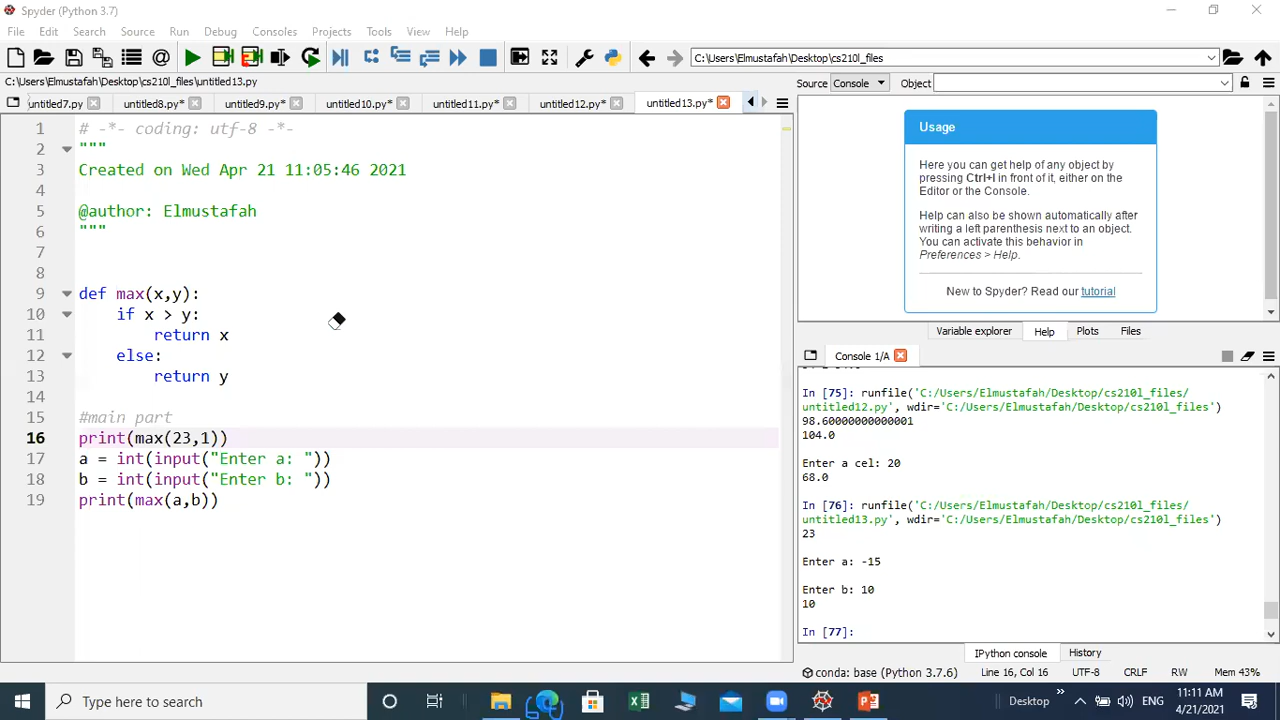 Spyder (Python 3.7)
File Edit Search Source Run Debug Consoles Projects Tools View Help
C:\Users\Elmustafah\Desktop\cs210l_files
C:\Users\Elmustafah\Desktop\cs210l_files\untitled13.py
untitled7.py untitled8.py* untitled9.py* untitled10.py* untitled11.py* untitled12.py* untitled13.py*
1 # -*- coding: utf-8 -*-
2 """
3 Created on Wed Apr 21 11:05:46 2021
4
5 @author: Elmustafah
6 """
7
8
9 def max(x,y):
10 if x > y:
11 return x
12 else:
13 return y
14
15 #main part
16 print(max(23,1))
17 a = int(input("Enter a: "))
18 b = int(input("Enter b: "))
19 print(max(a,b))
Source Console Object
Usage
Here you can get help of any object by
pressing Ctrl+I in front of it, either on the
Editor or the Console.
Help can also be shown automatically after
writing a left parenthesis next to an object.
You can activate this behavior in
Preferences > Help.
New to Spyder? Read our tutorial
Variable explorer Help Plots Files
Console 1/A
In [75]: runfile('C:/Users/Elmustafah/Desktop/cs210l_files/
untitled12.py', wdir='C:/Users/Elmustafah/Desktop/cs210l_files')
98.60000000000001
104.0
Enter a cel: 20
68.0
In [76]: runfile('C:/Users/Elmustafah/Desktop/cs210l_files/
untitled13.py', wdir='C:/Users/Elmustafah/Desktop/cs210l_files')
23
Enter a: -15
Enter b: 10
10
In [77]:
IPython console History
conda: base (Python 3.7.6) Line 16, Col 16 UTF-8 CRLF RW Mem 43%
Type here to search
Desktop
ENG
11:11 AM
4/21/2021